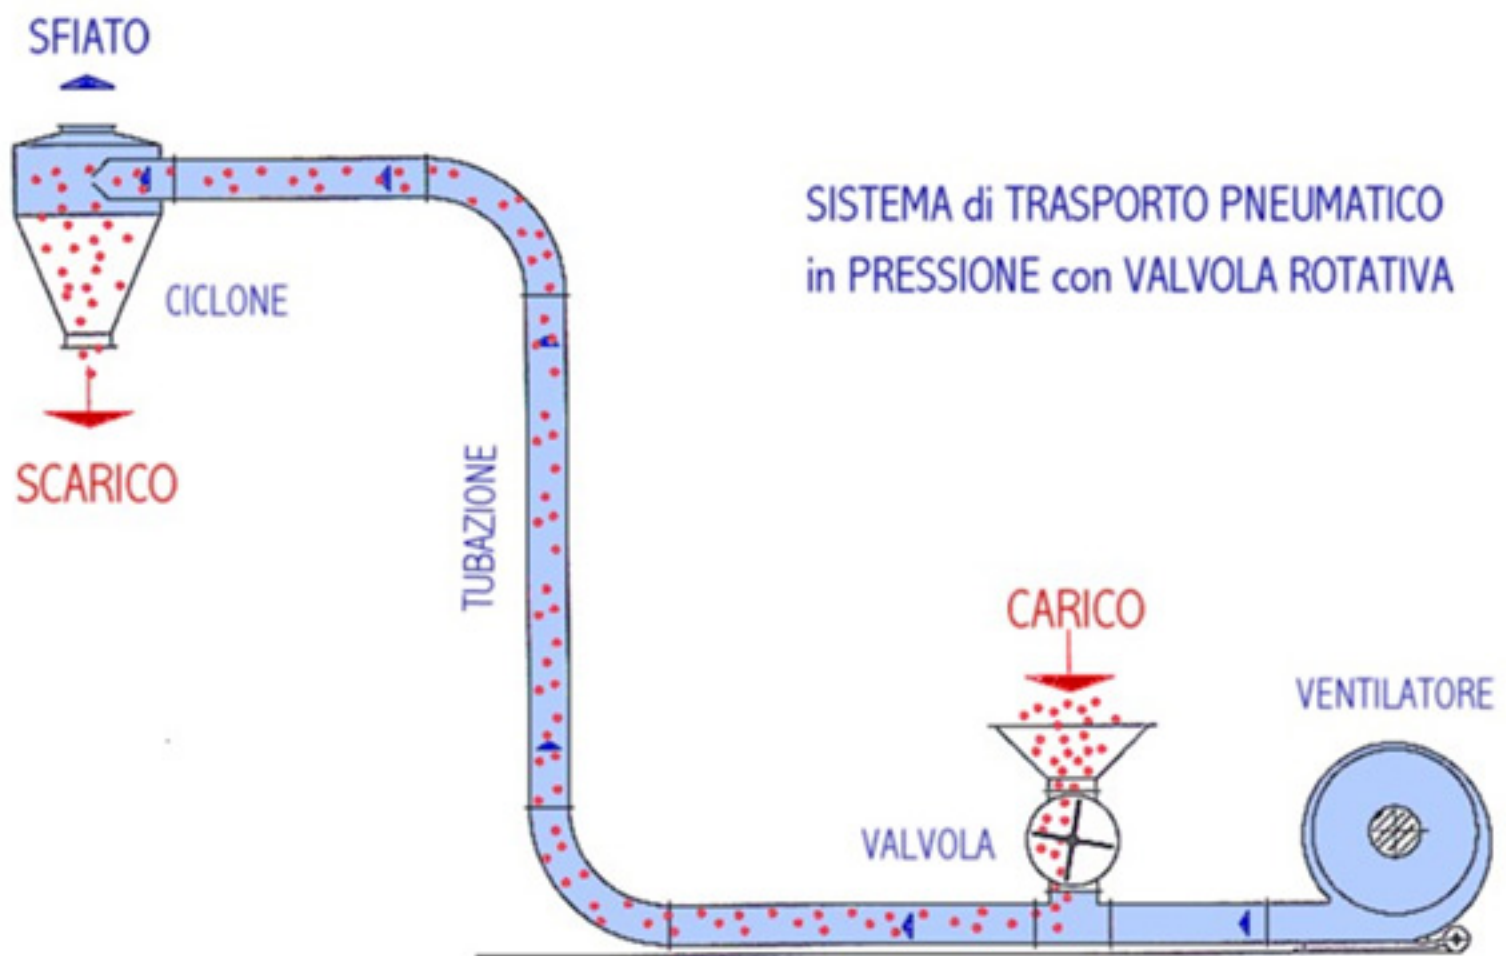 SFIATO
SISTEMA di TRASPORTO PNEUMATICO
in PRESSIONE con VALVOLA ROTATIVA
CICLONE
SCARICO
TUBAZIONE
CARICO
VENTILATORE
VALVOLA